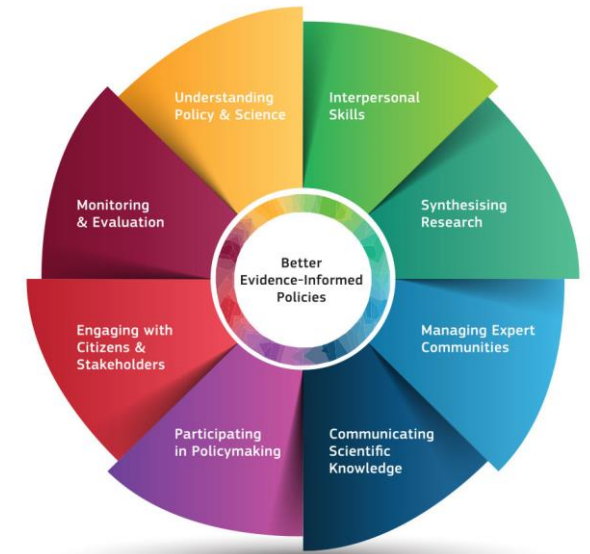 Understanding
Policy & Science
Interpersonal
Skills
Synthesising
Research
Managing Expert
Communities
Communicating
Scientific
Knowledge
Participating
in Policymaking
Engaging with
Citizens &
Stakeholders
Monitoring
& Evaluation
Better
Evidence-Informed
Policies